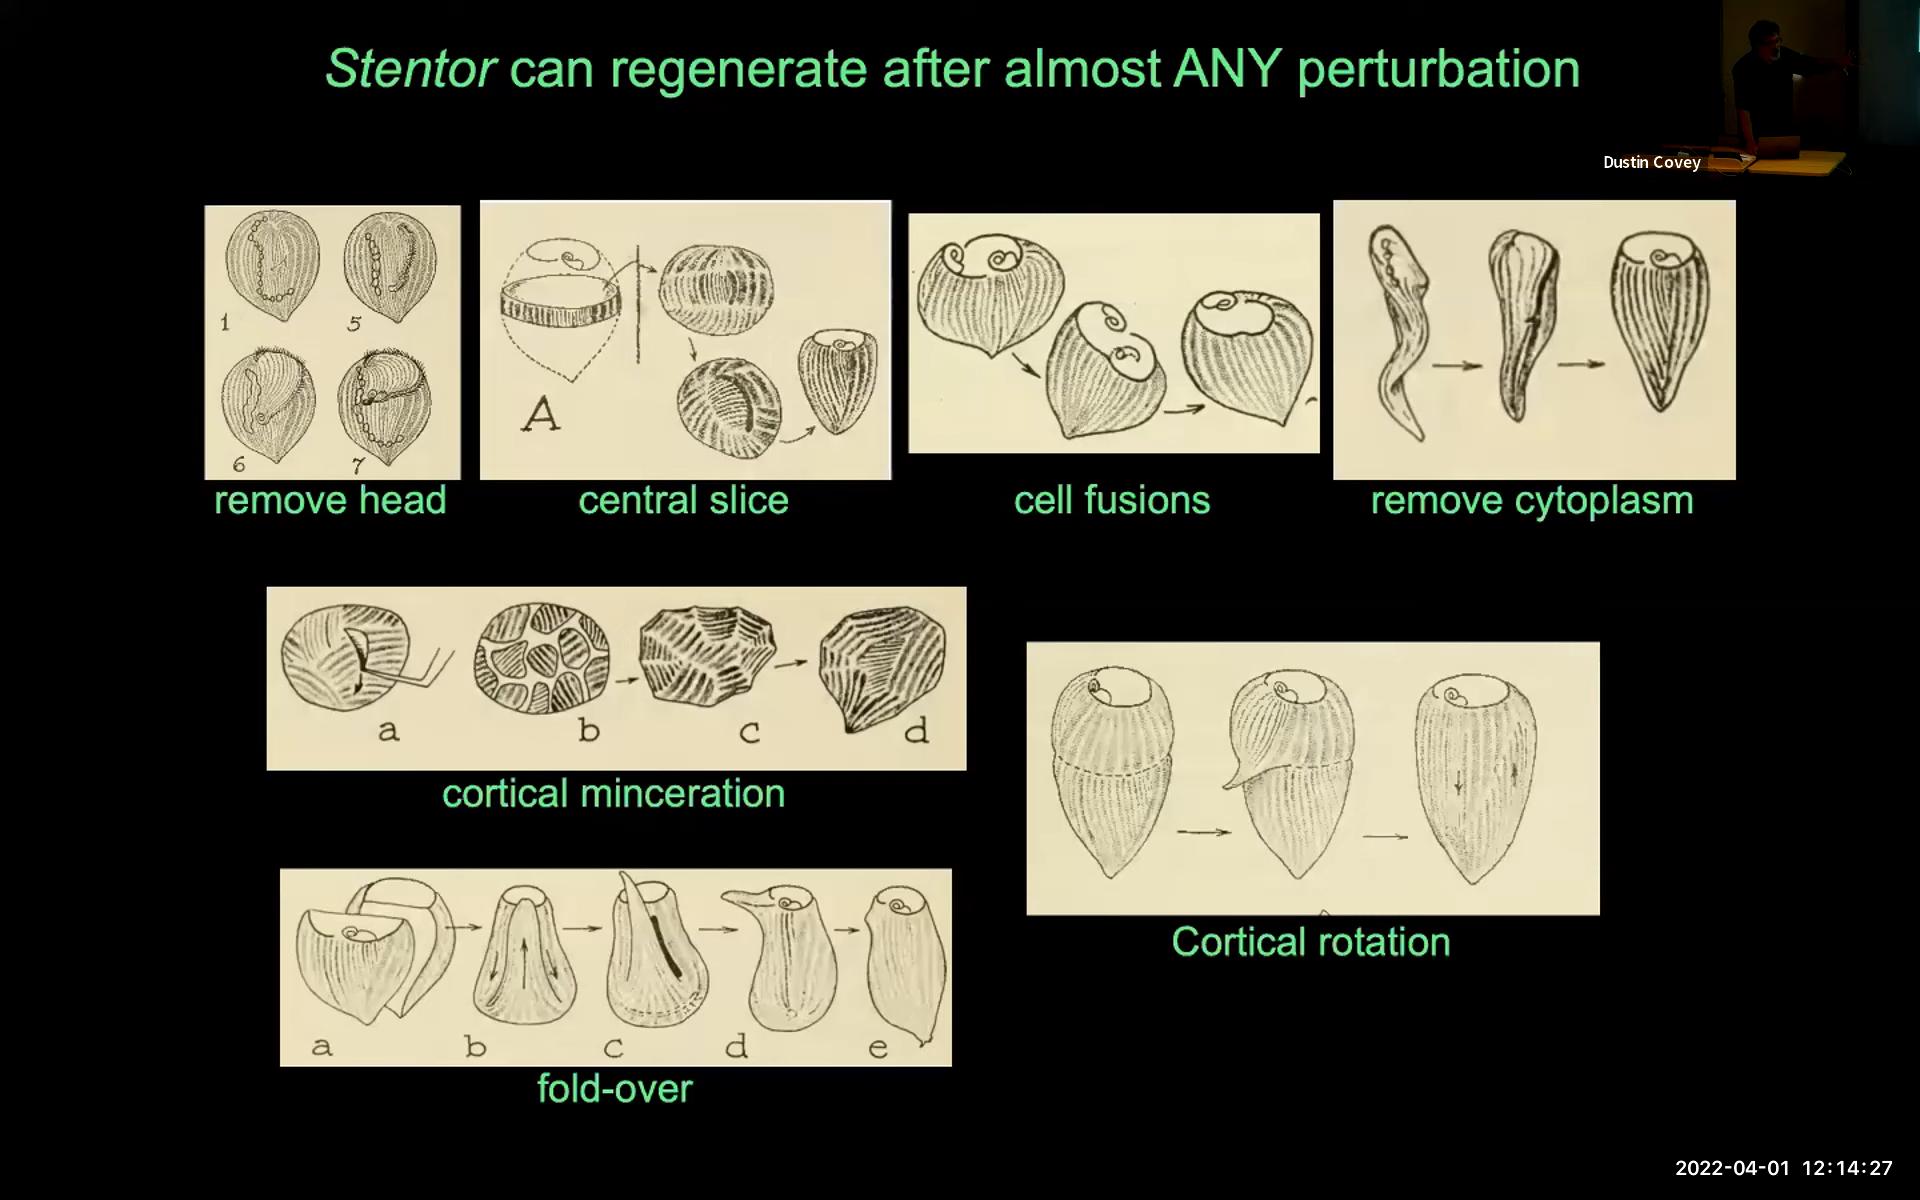 Stentor can regenerate after almost ANY perturbation
Dustin Covey
1
5
6
7
remove head
A
central slice
cell fusions
remove cytoplasm
a b c d
cortical minceration
Cortical rotation
a b c d e
fold-over
2022-04-01 12:14:27